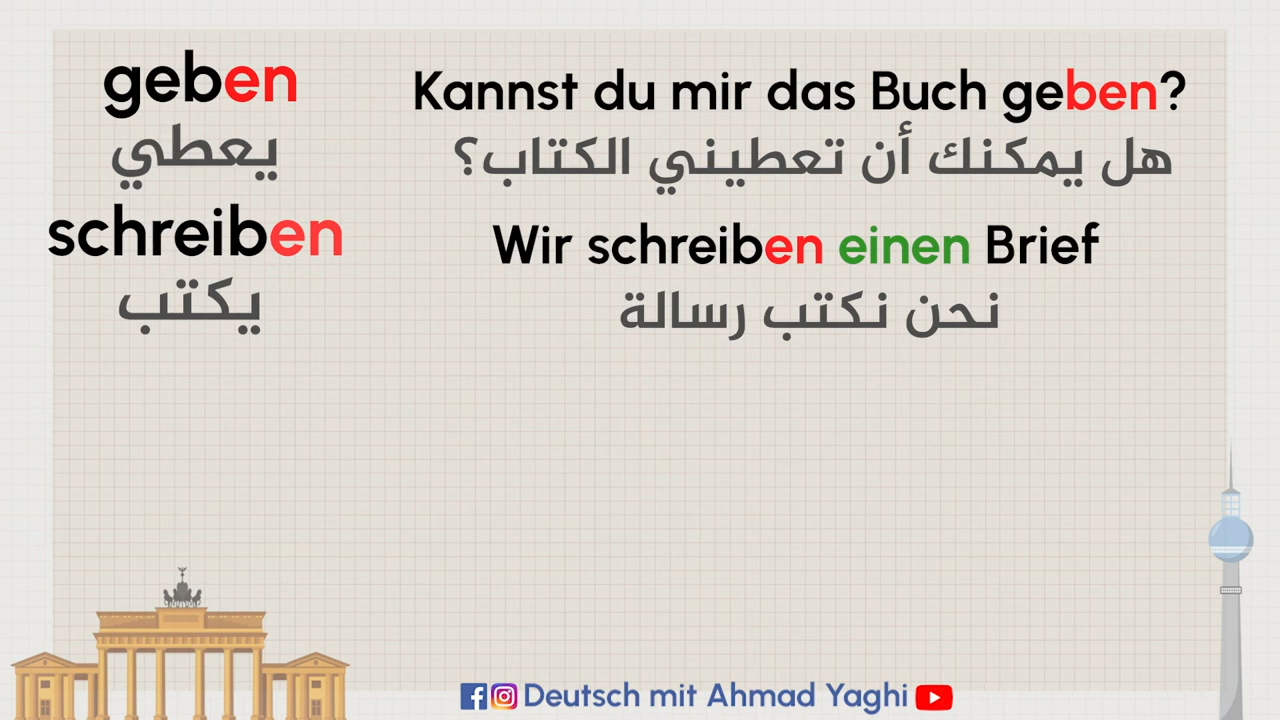 geben
يعطي
Kannst du mir das Buch geben?
هل يمكنك أن تعطيني الكتاب؟
schreiben
يكتب
Wir schreiben einen Brief
نحن نكتب رسالة
Deutsch mit Ahmad Yaghi